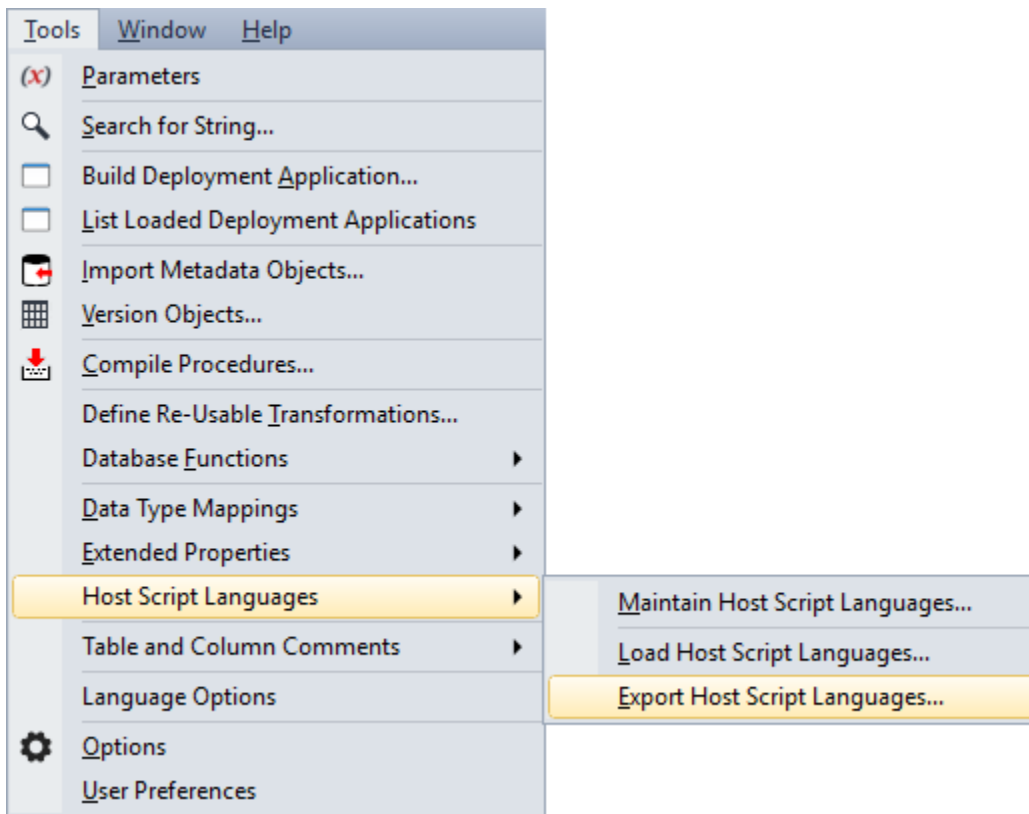 Tools Window Help
(x) Parameters
Search for String...
Build Deployment Application...
List Loaded Deployment Applications
Import Metadata Objects...
Version Objects...
Compile Procedures...
Define Re-Usable Transformations...
Database Functions
Data Type Mappings
Extended Properties
Host Script Languages
Maintain Host Script Languages...
Load Host Script Languages...
Export Host Script Languages...
Table and Column Comments
Language Options
Options
User Preferences